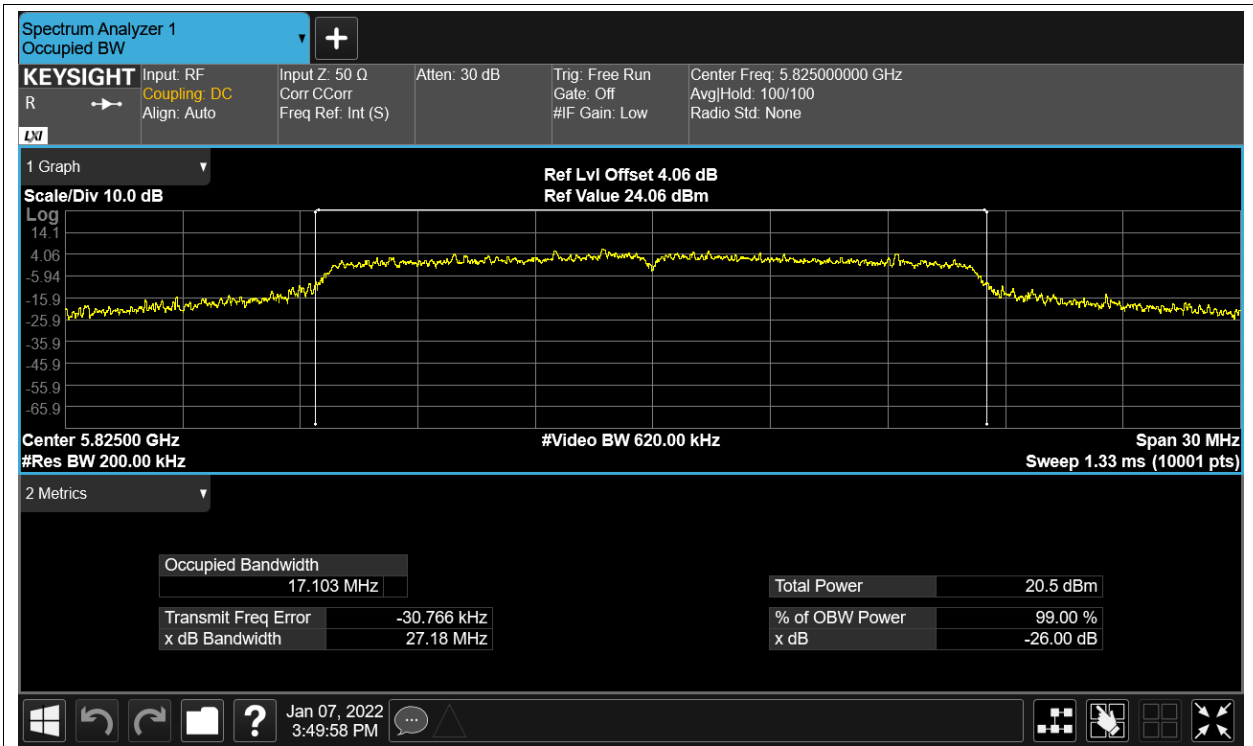 Spectrum Analyzer 1
Occupied BW
KEYSIGHT
R
LXI
Input: RF
Coupling: DC
Align: Auto
Input Z: 50 Ω
Corr CCorr
Freq Ref: Int (S)
Atten: 30 dB
Trig: Free Run
Gate: Off
#IF Gain: Low
Center Freq: 5.825000000 GHz
Avg|Hold: 100/100
Radio Std: None
1 Graph
Scale/Div 10.0 dB
Ref Lvl Offset 4.06 dB
Ref Value 24.06 dBm
Log
14.1
4.06
-5.94
-15.9
-25.9
-35.9
-45.9
-55.9
-65.9
Center 5.82500 GHz
#Video BW 620.00 kHz
Span 30 MHz
#Res BW 200.00 kHz
Sweep 1.33 ms (10001 pts)
2 Metrics
Occupied Bandwidth
17.103 MHz
Total Power 20.5 dBm
Transmit Freq Error -30.766 kHz
% of OBW Power 99.00 %
x dB Bandwidth 27.18 MHz
x dB -26.00 dB
?
Jan 07, 2022
3:49:58 PM